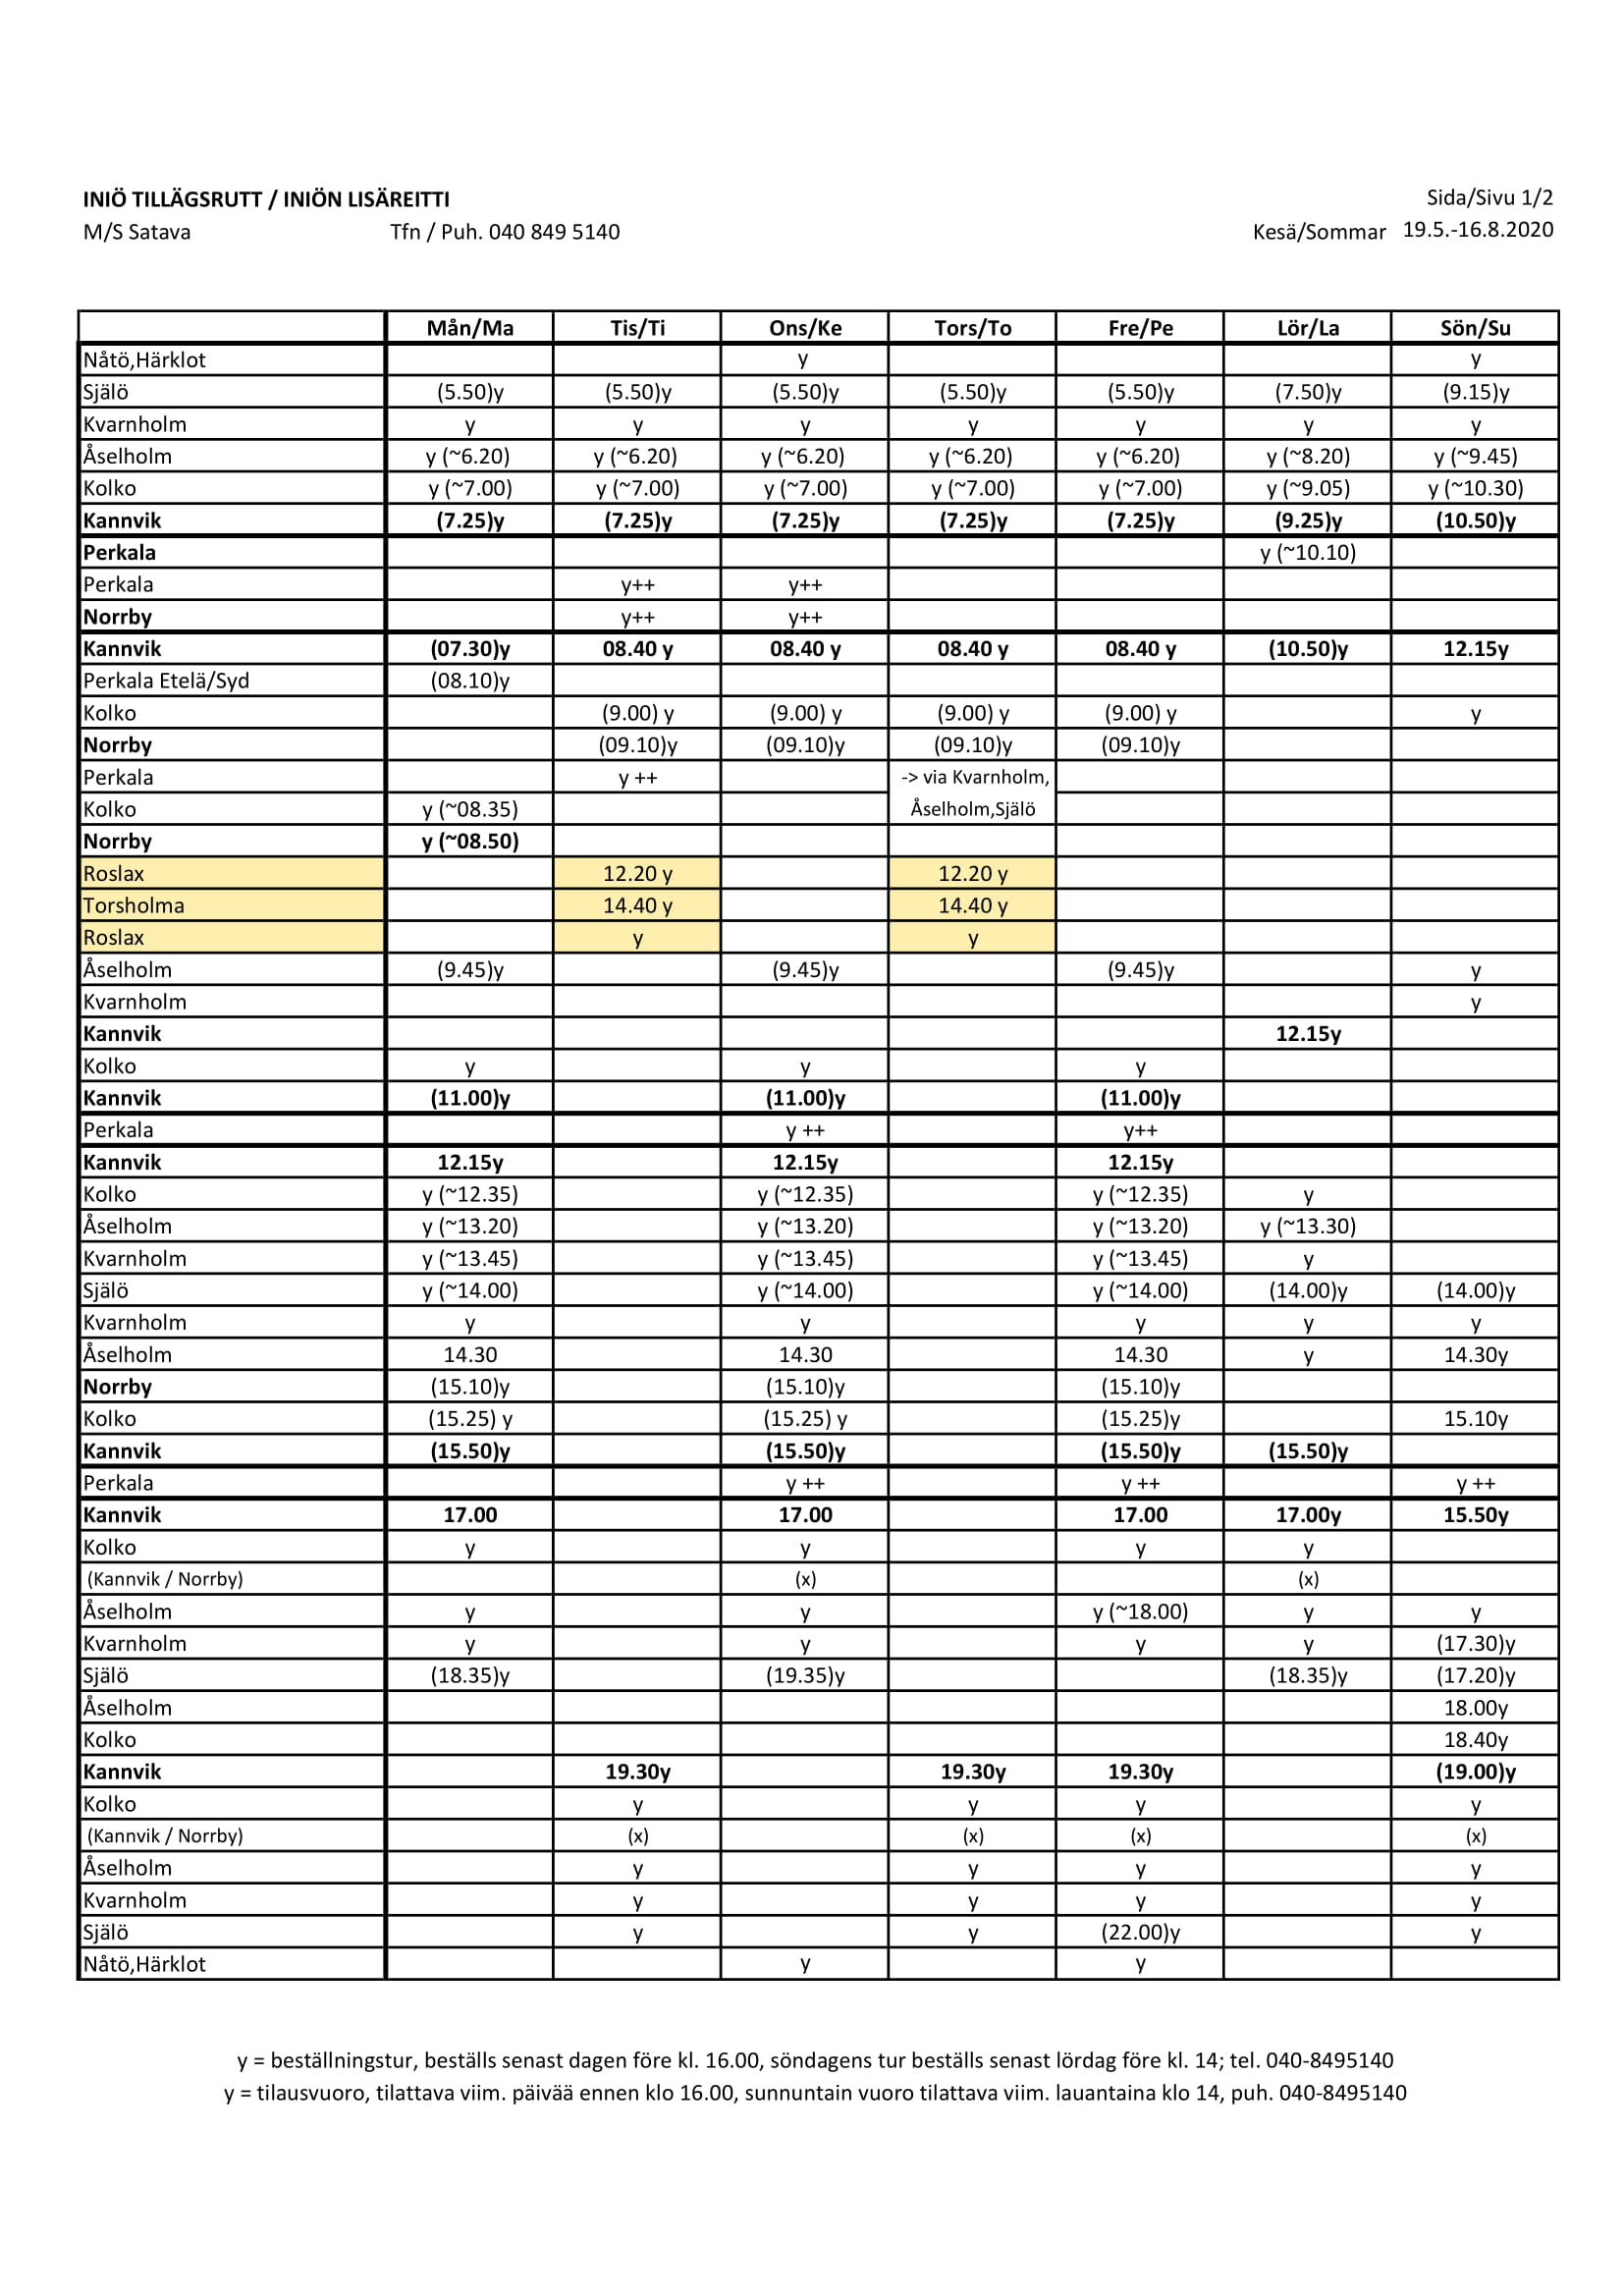 INIÖ TILLÄGSRUTT / INIÖN LISÄREITTI Sida/Sivu 1/2
M/S Satava Tfn / Puh. 040 849 5140 Kesä/Sommar 19.5.-16.8.2020
Mån/Ma Tis/Ti Ons/Ke Tors/To Fre/Pe Lör/La Sön/Su
Nåtö,Härklot y y
Själö (5.50)y (5.50)y (5.50)y (5.50)y (5.50)y (7.50)y (9.15)y
Kvarnholm y y y y y y y
Åselholm y (~6.20) y (~6.20) y (~6.20) y (~6.20) y (~6.20) y (~8.20) y (~9.45)
Kolko y (~7.00) y (~7.00) y (~7.00) y (~7.00) y (~7.00) y (~9.05) y (~10.30)
Kannvik (7.25)y (7.25)y (7.25)y (7.25)y (7.25)y (9.25)y (10.50)y
Perkala y (~10.10)
Perkala y++ y++
Norrby y++ y++
Kannvik (07.30)y 08.40 y 08.40 y 08.40 y 08.40 y (10.50)y 12.15y
Perkala Etelä/Syd (08.10)y
Kolko (9.00) y (9.00) y (9.00) y (9.00) y y
Norrby (09.10)y (09.10)y (09.10)y (09.10)y
Perkala y ++ -> via Kvarnholm,
Kolko y (~08.35) Åselholm,Själö
Norrby y (~08.50)
Roslax 12.20 y 12.20 y
Torsholma 14.40 y 14.40 y
Roslax y y
Åselholm (9.45)y (9.45)y (9.45)y y
Kvarnholm y
Kannvik 12.15y
Kolko y y y
Kannvik (11.00)y (11.00)y (11.00)y
Perkala y ++ y++
Kannvik 12.15y 12.15y 12.15y
Kolko y (~12.35) y (~12.35) y (~12.35) y
Åselholm y (~13.20) y (~13.20) y (~13.20) y (~13.30)
Kvarnholm y (~13.45) y (~13.45) y (~13.45) y
Själö y (~14.00) y (~14.00) y (~14.00) (14.00)y (14.00)y
Kvarnholm y y y y y
Åselholm 14.30 14.30 14.30 y 14.30y
Norrby (15.10)y (15.10)y (15.10)y
Kolko (15.25) y (15.25) y (15.25)y 15.10y
Kannvik (15.50)y (15.50)y (15.50)y (15.50)y
Perkala y ++ y ++ y ++
Kannvik 17.00 17.00 17.00 17.00y 15.50y
Kolko y y y y
(Kannvik / Norrby) (x) (x)
Åselholm y y y (~18.00) y y
Kvarnholm y y y y (17.30)y
Själö (18.35)y (19.35)y (18.35)y (17.20)y
Åselholm 18.00y
Kolko 18.40y
Kannvik 19.30y 19.30y 19.30y (19.00)y
Kolko y y y y
(Kannvik / Norrby) (x) (x) (x) (x)
Åselholm y y y y
Kvarnholm y y y y
Själö y y (22.00)y y
Nåtö,Härklot y y
y = beställningstur, beställs senast dagen före kl. 16.00, söndagens tur beställs senast lördag före kl. 14; tel. 040-8495140
y = tilausvuoro, tilattava viim. päivää ennen klo 16.00, sunnuntain vuoro tilattava viim. lauantaina klo 14, puh. 040-8495140